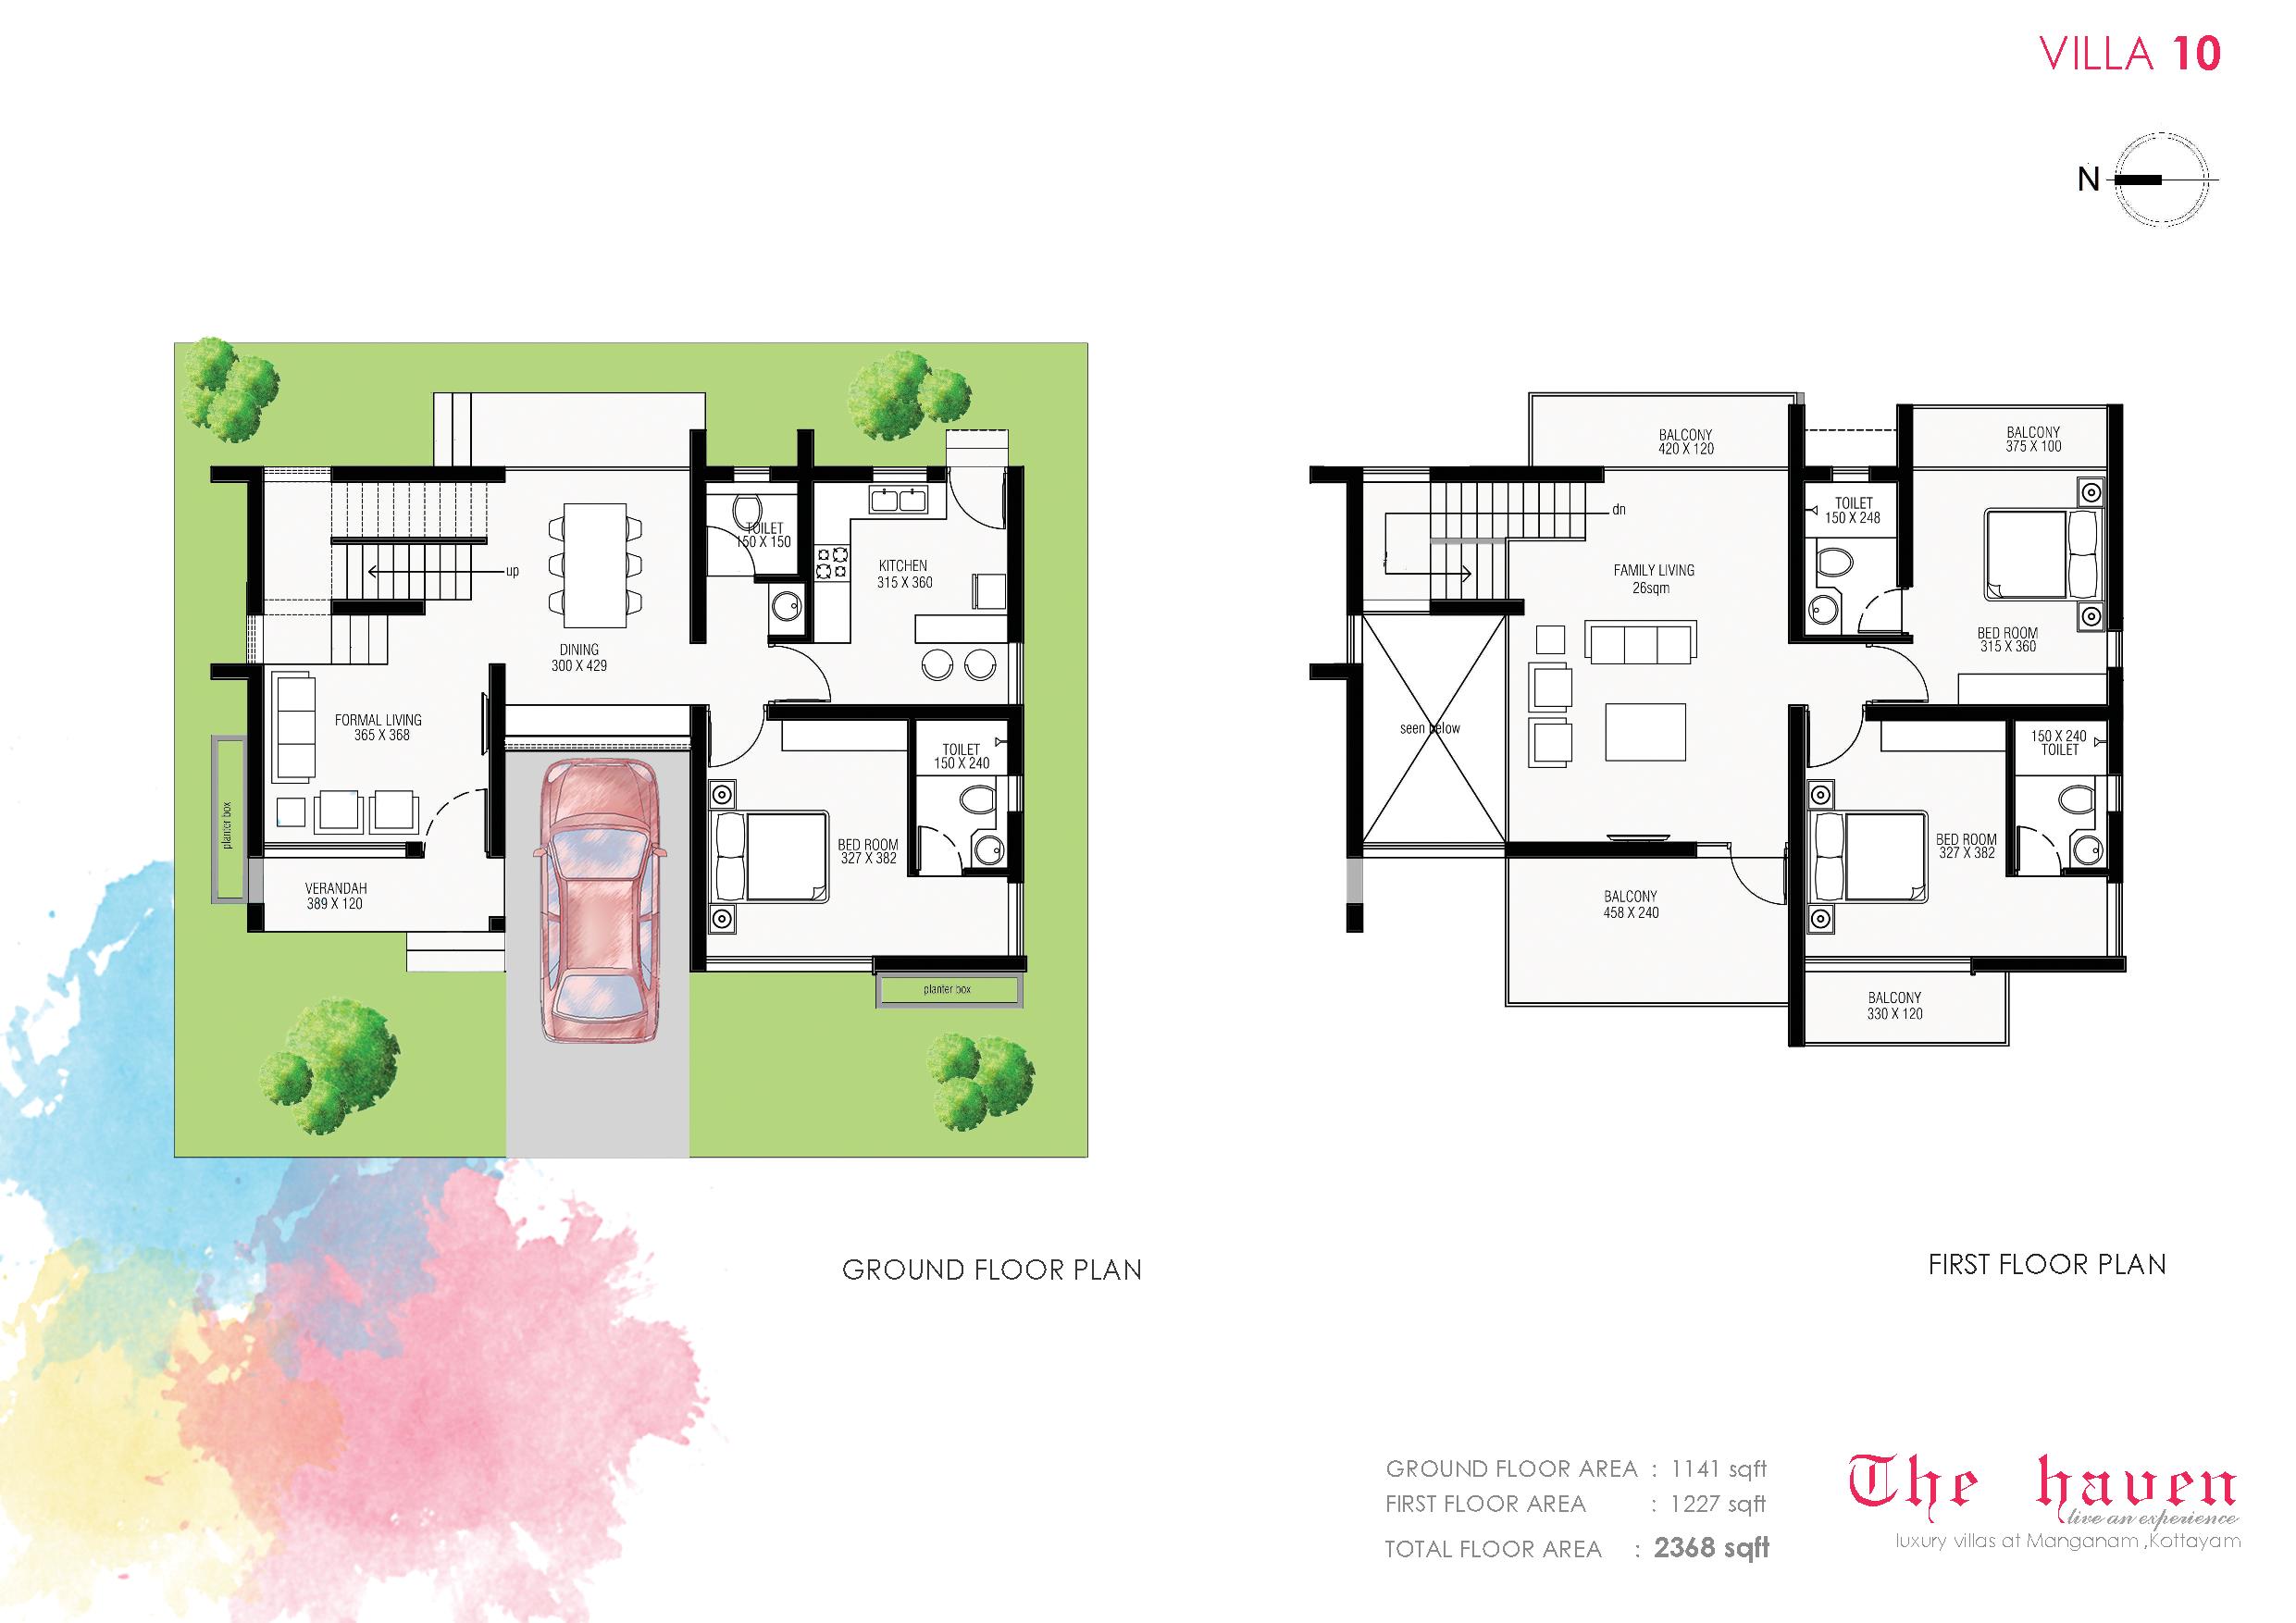 VILLA 10
N
TOILET
150 X 150
KITCHEN
315 X 360
up
DINING
300 X 429
FORMAL LIVING
365 X 368
TOILET
150 X 240
planter box
BED ROOM
327 X 382
VERANDAH
389 X 120
planter box
GROUND FLOOR PLAN
BALCONY
420 X 120
BALCONY
375 X 100
dn
TOILET
150 X 248
FAMILY LIVING
26sqm
BED ROOM
315 X 360
seen below
150 X 240
TOILET
BED ROOM
327 X 382
BALCONY
458 X 240
BALCONY
330 X 120
FIRST FLOOR PLAN
GROUND FLOOR AREA : 1141 sqft
FIRST FLOOR AREA : 1227 sqft
TOTAL FLOOR AREA : 2368 sqft
The haven
live an experience
luxury villas at Manganam ,Kottayam